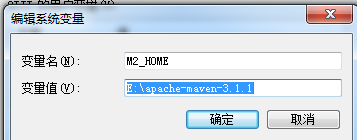 编辑系统变量
变量名(N):
M2_HOME
变量值(V):
E:\apache-maven-3.1.1
确定
取消